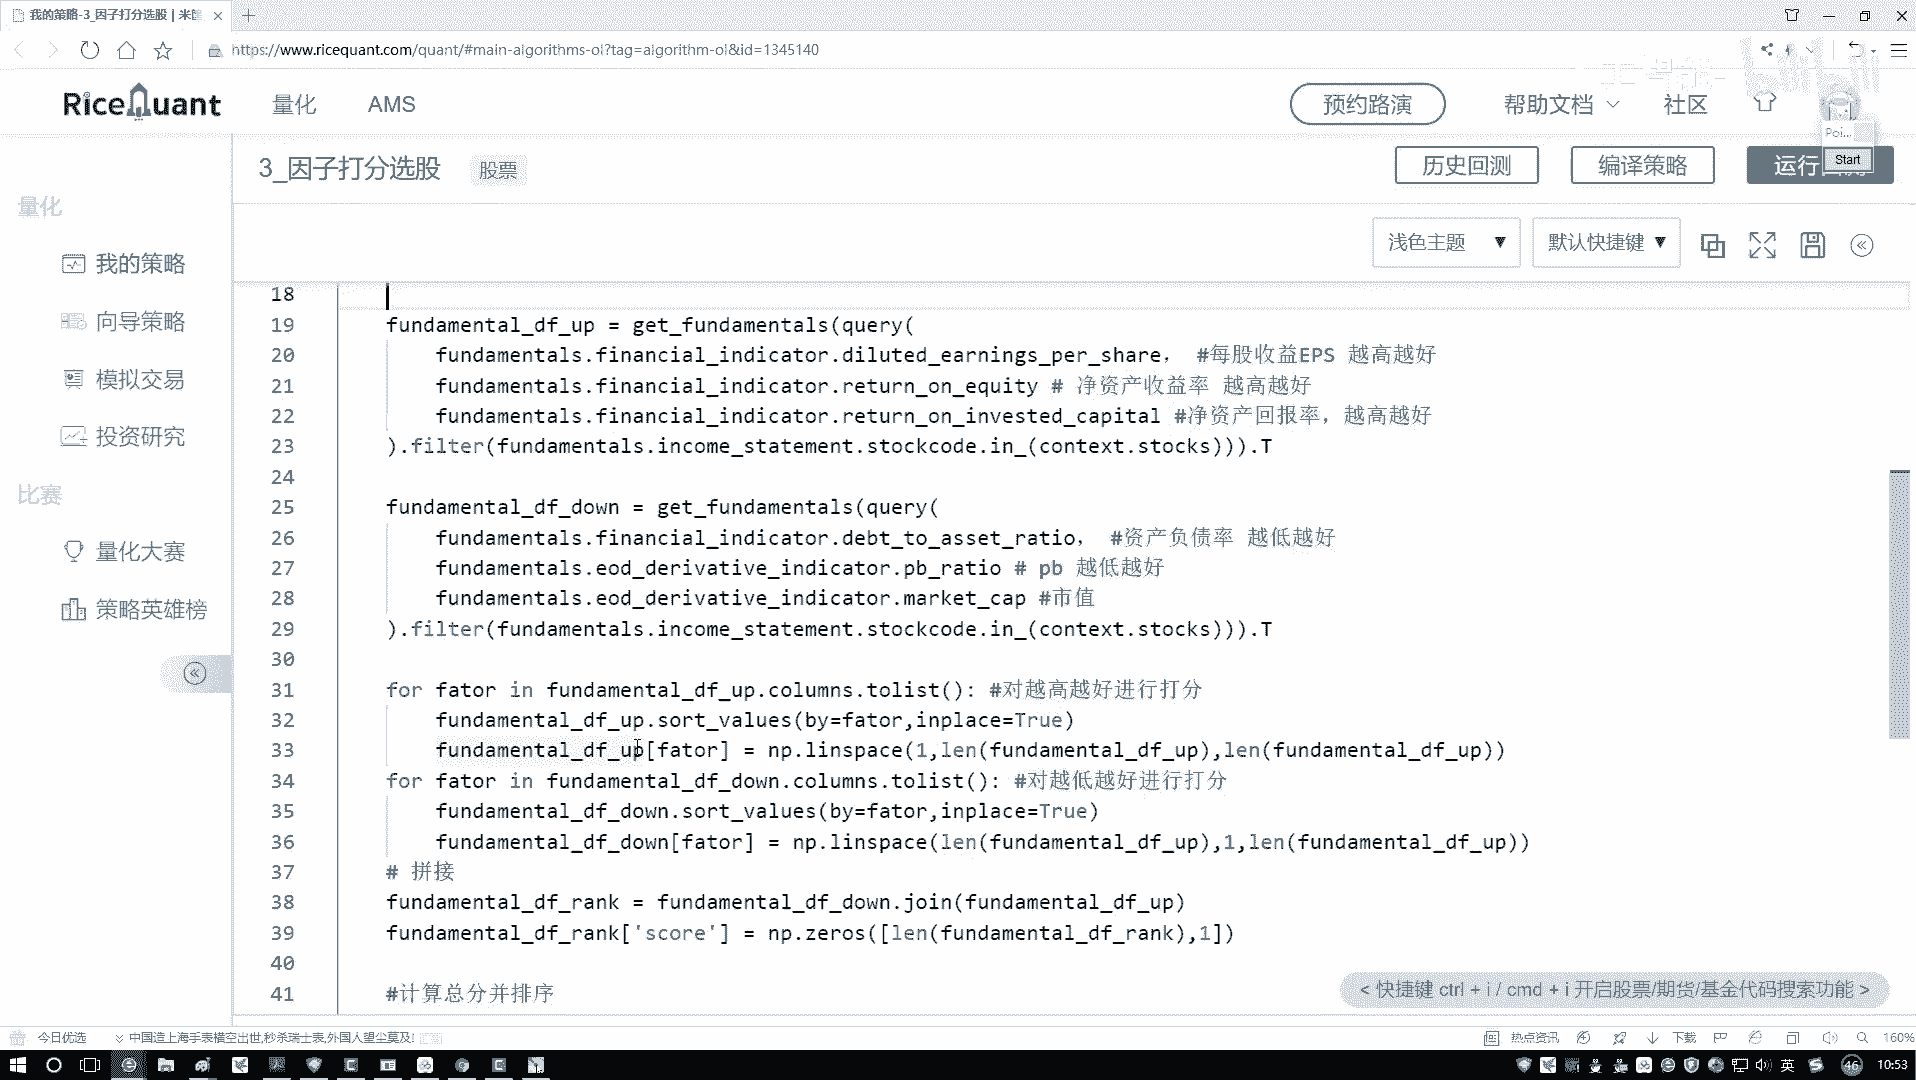 我的策略-3_因子打分选股 | 米筐
https://www.ricequant.com/quant/#main-algorithms-ol?tag=algorithm-ol&id=1345140
RiceQuant 量化 AMS 预约路演 帮助文档 社区
Poi...
Start
3_因子打分选股 股票 历史回测 编译策略 运行
量化
浅色主题 默认快捷键
我的策略
向导策略
模拟交易
投资研究
比赛
量化大赛
策略英雄榜
18
19 fundamental_df_up = get_fundamentals(query(
20 fundamentals.financial_indicator.diluted_earnings_per_share， #每股收益EPS 越高越好
21 fundamentals.financial_indicator.return_on_equity # 净资产收益率 越高越好
22 fundamentals.financial_indicator.return_on_invested_capital #净资产回报率，越高越好
23 ).filter(fundamentals.income_statement.stockcode.in_(context.stocks))).T
24
25 fundamental_df_down = get_fundamentals(query(
26 fundamentals.financial_indicator.debt_to_asset_ratio， #资产负债率 越低越好
27 fundamentals.eod_derivative_indicator.pb_ratio # pb 越低越好
28 fundamentals.eod_derivative_indicator.market_cap #市值
29 ).filter(fundamentals.income_statement.stockcode.in_(context.stocks))).T
30
31 for fator in fundamental_df_up.columns.tolist(): #对越高越好进行打分
32 fundamental_df_up.sort_values(by=fator,inplace=True)
33 fundamental_df_up[fator] = np.linspace(1,len(fundamental_df_up),len(fundamental_df_up))
34 for fator in fundamental_df_down.columns.tolist(): #对越低越好进行打分
35 fundamental_df_down.sort_values(by=fator,inplace=True)
36 fundamental_df_down[fator] = np.linspace(len(fundamental_df_up),1,len(fundamental_df_up))
37 # 拼接
38 fundamental_df_rank = fundamental_df_down.join(fundamental_df_up)
39 fundamental_df_rank['score'] = np.zeros([len(fundamental_df_rank),1])
40
41 #计算总分并排序
< 快捷键 ctrl + i / cmd + i 开启股票/期货/基金代码搜索功能 >
今日优选 中国造上海手表横空出世,秒杀瑞士表,外国人望尘莫及! 热点资讯 下载 160%
英 46 10:53